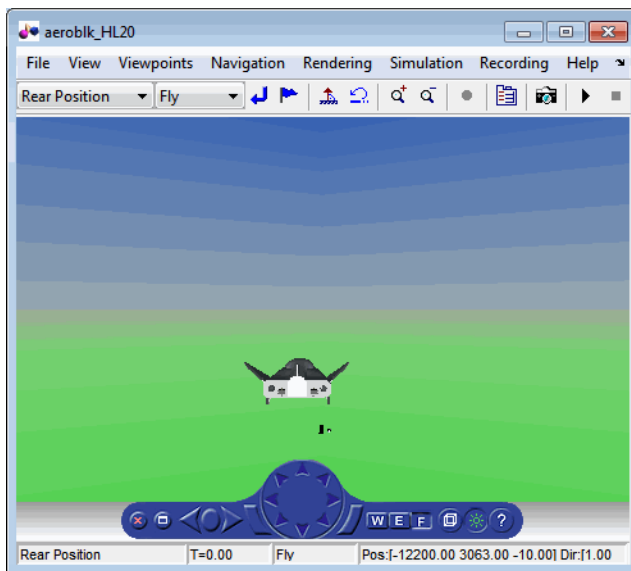 aeroblk_HL20
File View Viewpoints Navigation Rendering Simulation Recording Help
Rear Position Fly
W E F ?
Rear Position T=0.00 Fly Pos:[-12200.00 3063.00 -10.00] Dir:[1.00